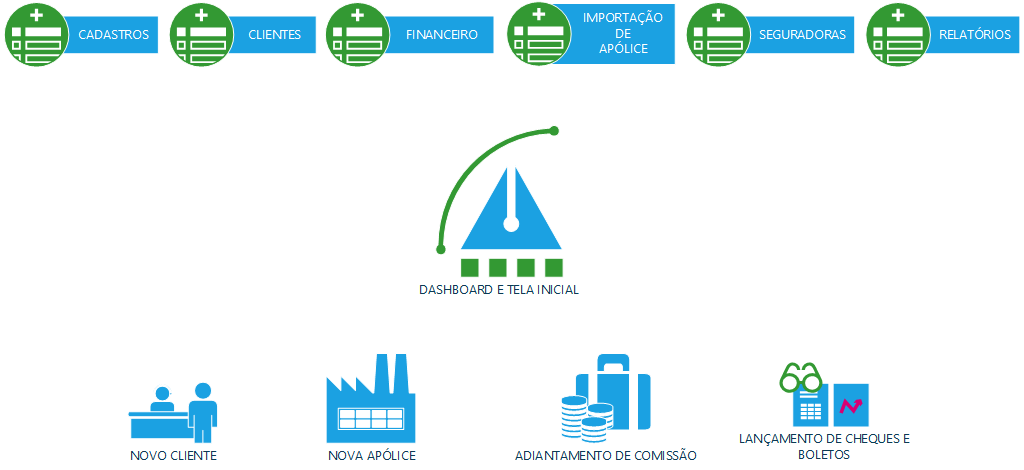 CADASTROS
CLIENTES
FINANCEIRO
IMPORTAÇÃO
DE
APÓLICE
SEGURADORAS
RELATÓRIOS
DASHBOARD E TELA INICIAL
NOVO CLIENTE
NOVA APÓLICE
ADIANTAMENTO DE COMISSÃO
LANÇAMENTO DE CHEQUES E
BOLETOS